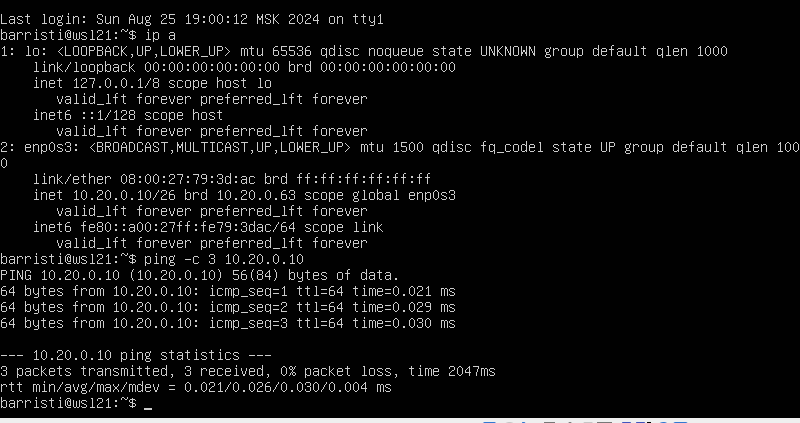 Last login: Sun Aug 25 19:00:12 MSK 2024 on tty1
barristi@wsl21:~$ ip a
1: lo: <LOOPBACK,UP,LOWER_UP> mtu 65536 qdisc noqueue state UNKNOWN group default qlen 1000
    link/loopback 00:00:00:00:00:00 brd 00:00:00:00:00:00
    inet 127.0.0.1/8 scope host lo
       valid_lft forever preferred_lft forever
    inet6 ::1/128 scope host
       valid_lft forever preferred_lft forever
2: enp0s3: <BROADCAST,MULTICAST,UP,LOWER_UP> mtu 1500 qdisc fq_codel state UP group default qlen 100
0
    link/ether 08:00:27:79:3d:ac brd ff:ff:ff:ff:ff:ff
    inet 10.20.0.10/26 brd 10.20.0.63 scope global enp0s3
       valid_lft forever preferred_lft forever
    inet6 fe80::a00:27ff:fe79:3dac/64 scope link
       valid_lft forever preferred_lft forever
barristi@wsl21:~$ ping -c 3 10.20.0.10
PING 10.20.0.10 (10.20.0.10) 56(84) bytes of data.
64 bytes from 10.20.0.10: icmp_seq=1 ttl=64 time=0.021 ms
64 bytes from 10.20.0.10: icmp_seq=2 ttl=64 time=0.029 ms
64 bytes from 10.20.0.10: icmp_seq=3 ttl=64 time=0.030 ms

--- 10.20.0.10 ping statistics ---
3 packets transmitted, 3 received, 0% packet loss, time 2047ms
rtt min/avg/max/mdev = 0.021/0.026/0.030/0.004 ms
barristi@wsl21:~$ _